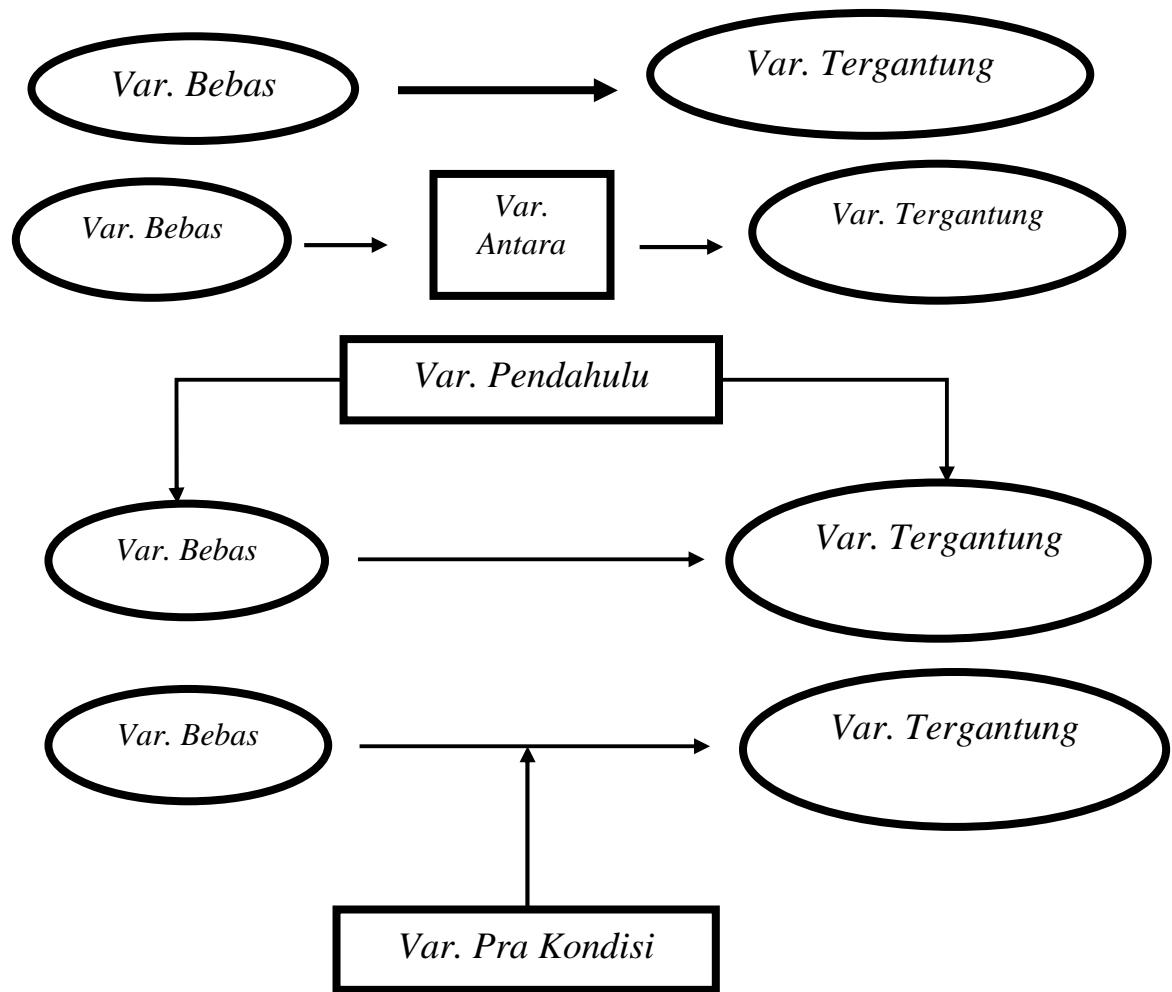 Var. Bebas
Var. Tergantung
Var. Bebas
Var.
Antara
Var. Tergantung
Var. Pendahulu
Var. Bebas
Var. Tergantung
Var. Bebas
Var. Tergantung
Var. Pra Kondisi